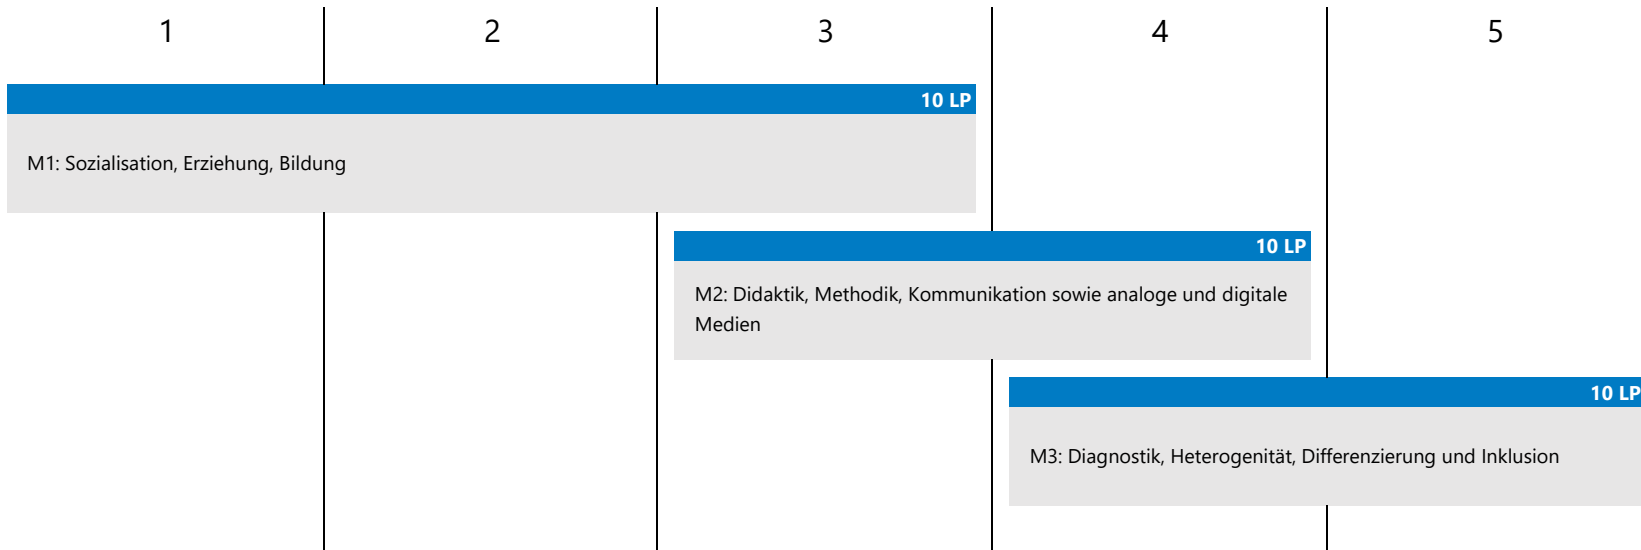 1
2
3
4
5
10 LP
M1: Sozialisation, Erziehung, Bildung
10 LP
M2: Didaktik, Methodik, Kommunikation sowie analoge und digitale
Medien
10 LP
M3: Diagnostik, Heterogenität, Differenzierung und Inklusion